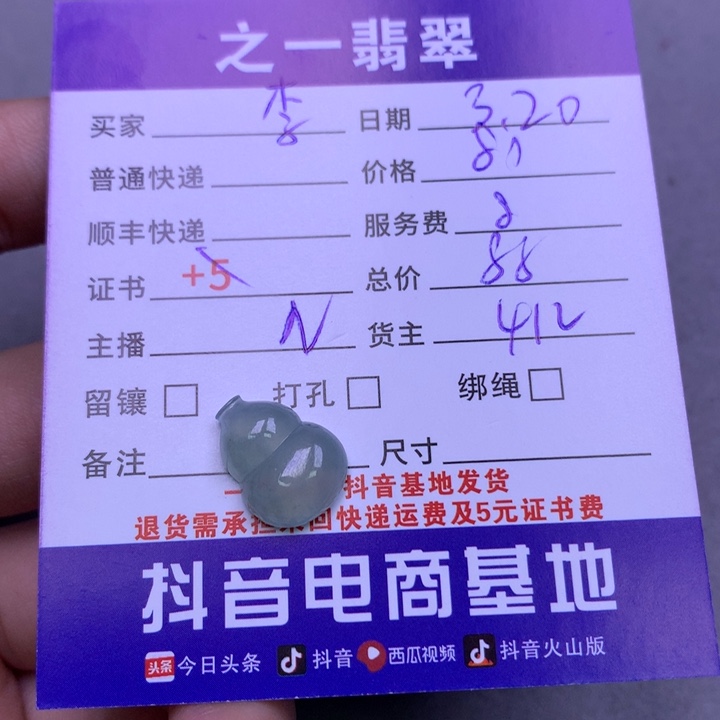 之一翡翠
买家 李 日期 3.20
普通快递 价格 80
顺丰快递 服务费 8
证书 +5 总价 88
主播 N 货主 412
留镶 打孔 绑绳
备注 尺寸
抖音基地发货
退货需承担来回快递运费及5元证书费
抖音电商基地
头条 今日头条 抖音 西瓜视频 抖音火山版